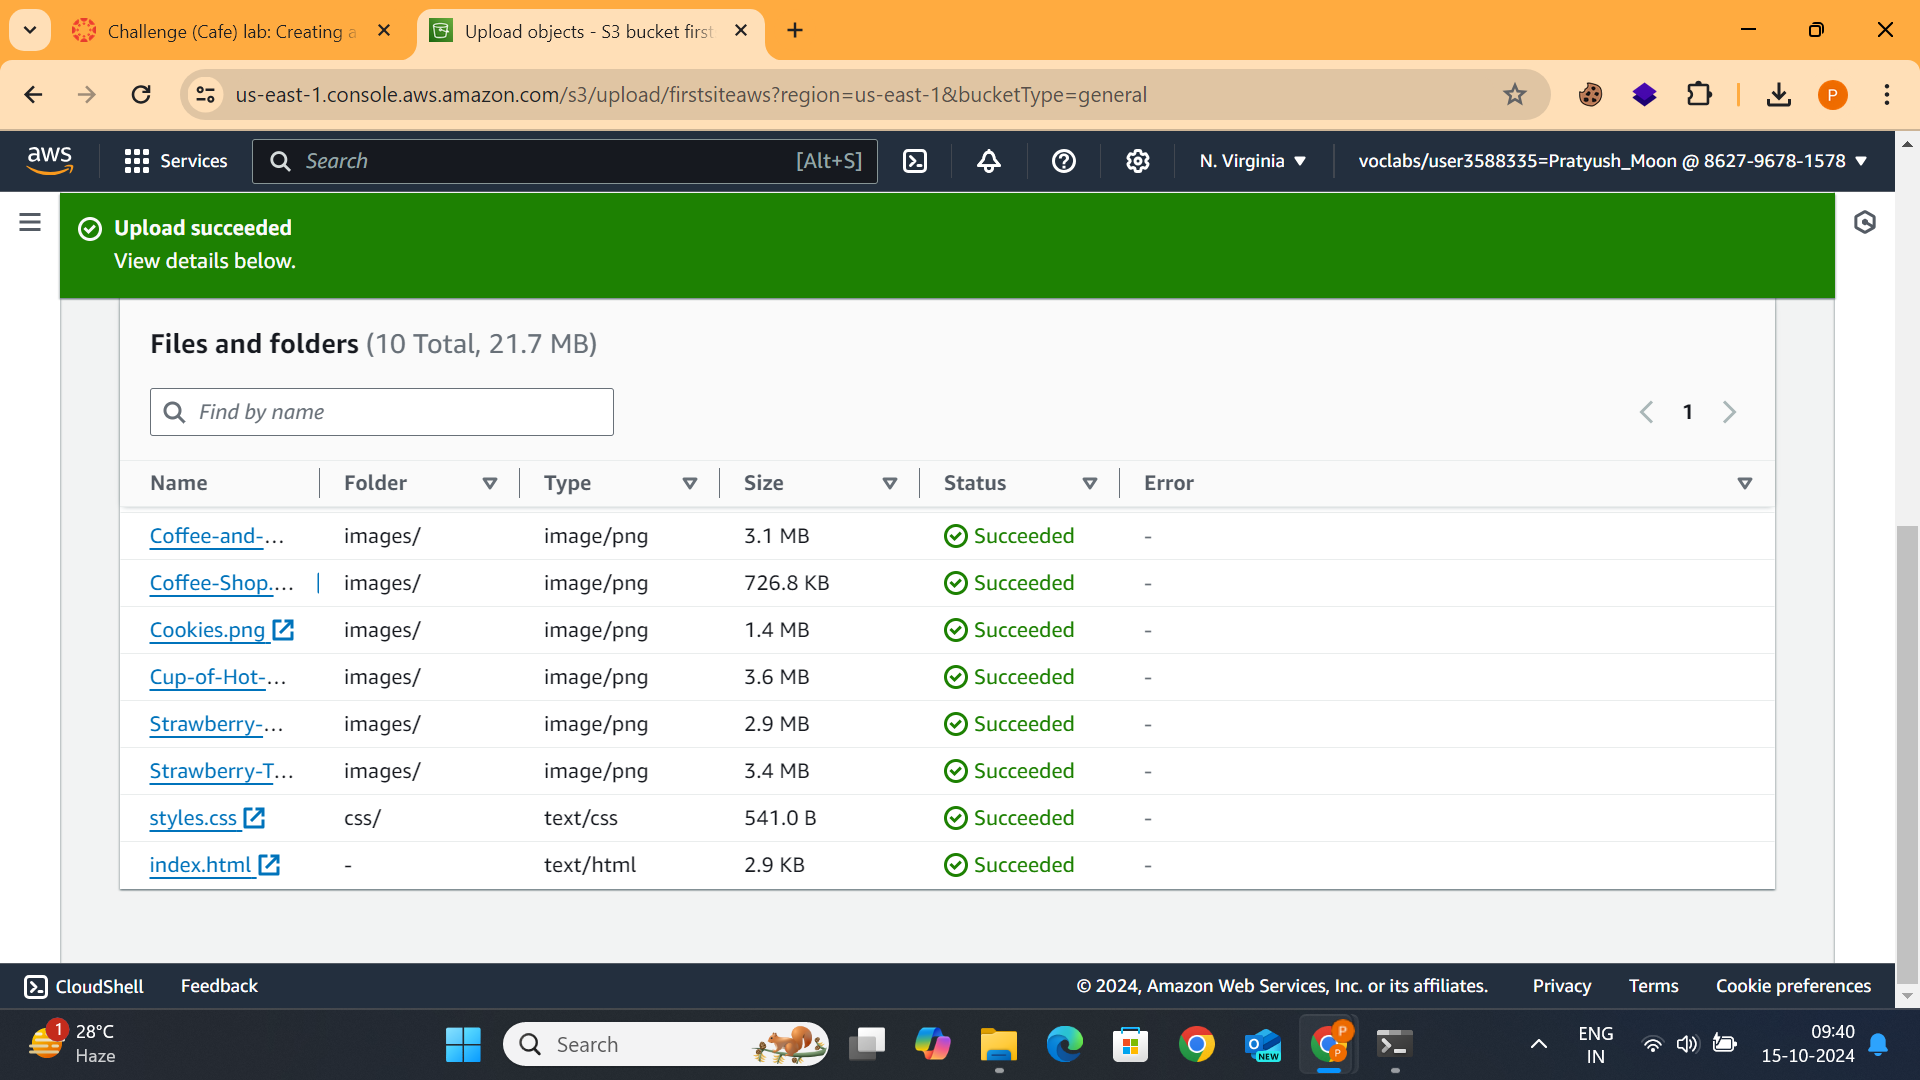 Challenge (Cafe) lab: Creating a
Upload objects - S3 bucket first
us-east-1.console.aws.amazon.com/s3/upload/firstsiteaws?region=us-east-1&bucketType=general
P
aws
Services
Search
[Alt+S]
N. Virginia
voclabs/user3588335=Pratyush_Moon @ 8627-9678-1578
Upload succeeded
View details below.
Files and folders (10 Total, 21.7 MB)
Find by name
1
Name Folder Type Size Status Error
Coffee-and-... images/ image/png 3.1 MB Succeeded -
Coffee-Shop.... images/ image/png 726.8 KB Succeeded -
Cookies.png images/ image/png 1.4 MB Succeeded -
Cup-of-Hot-... images/ image/png 3.6 MB Succeeded -
Strawberry-... images/ image/png 2.9 MB Succeeded -
Strawberry-T... images/ image/png 3.4 MB Succeeded -
styles.css css/ text/css 541.0 B Succeeded -
index.html - text/html 2.9 KB Succeeded -
CloudShell
Feedback
© 2024, Amazon Web Services, Inc. or its affiliates.
Privacy
Terms
Cookie preferences
1
28°C
Haze
Search
NEW
P
P
ENG
IN
09:40
15-10-2024